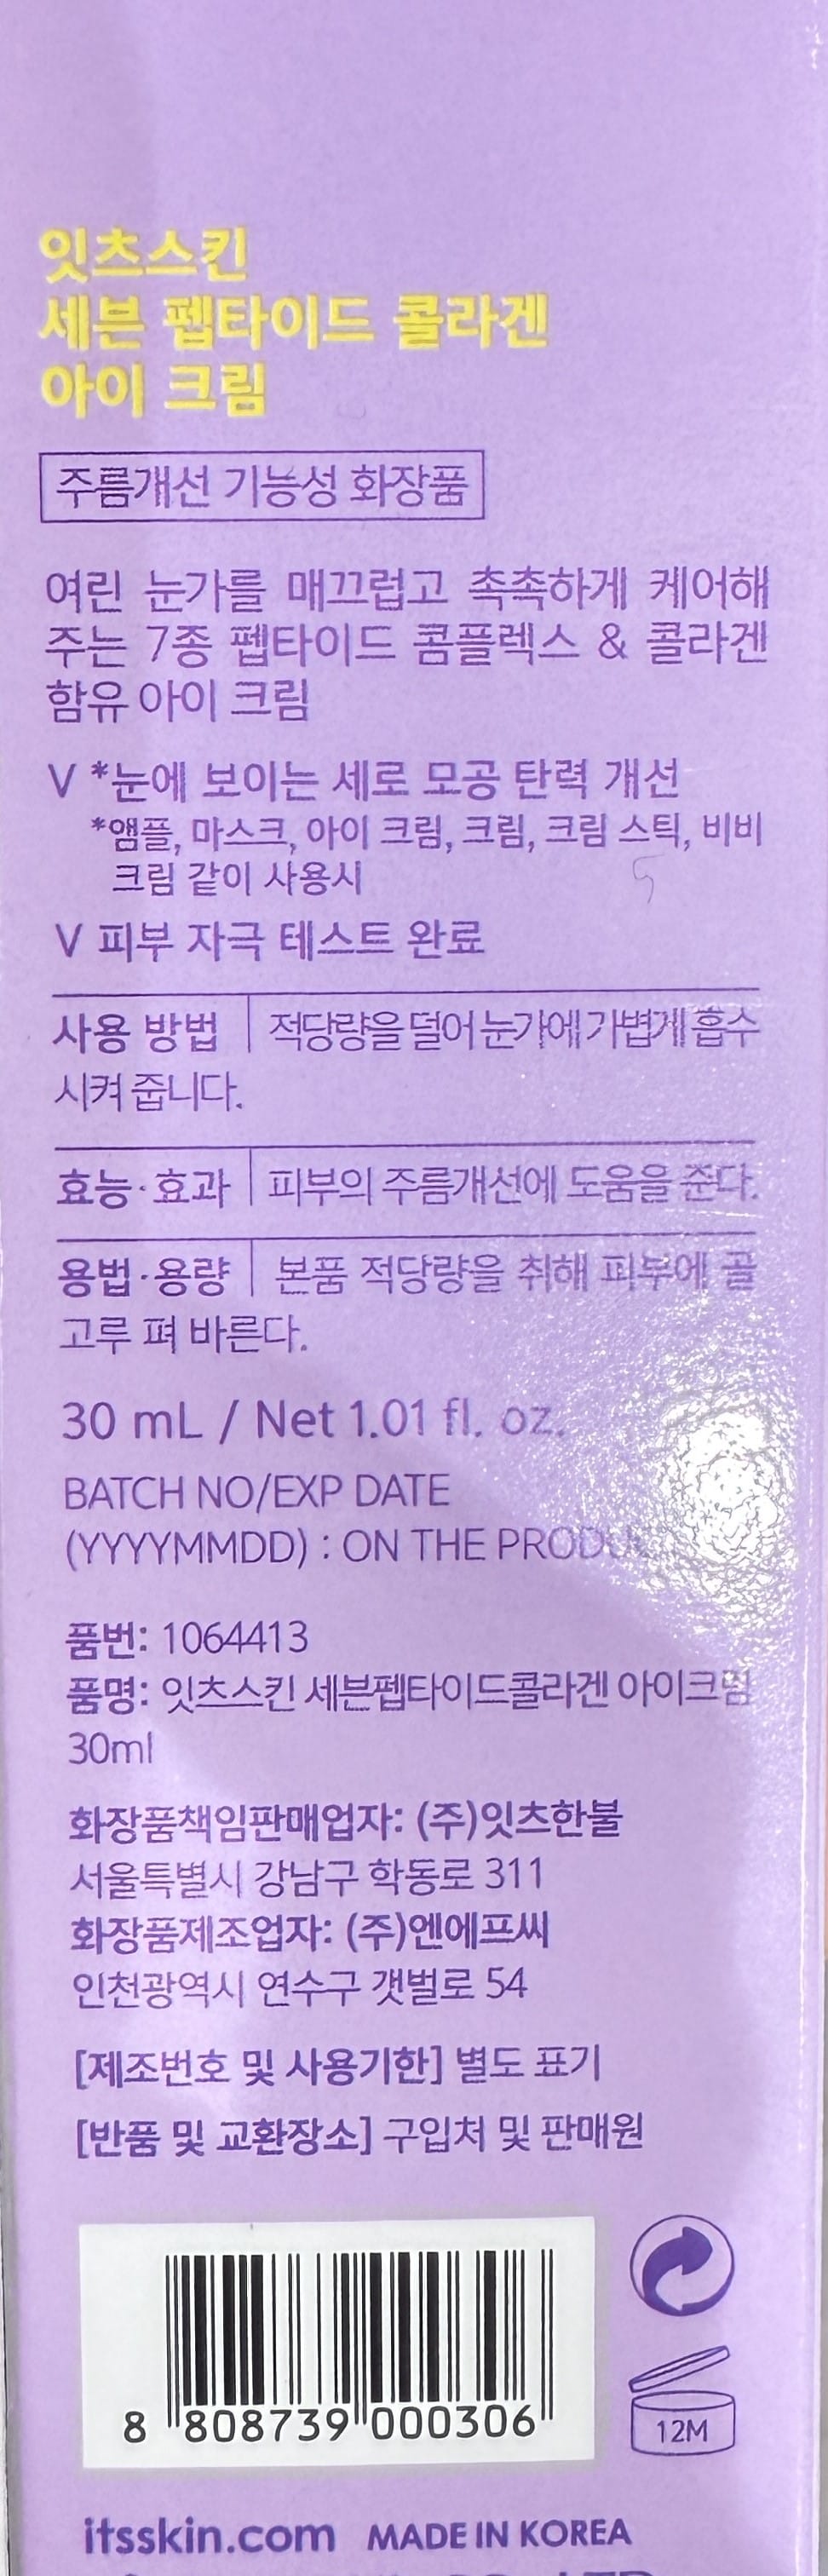 잇츠스킨
세븐 펩타이드 콜라겐
아이 크림
주름개선 기능성 화장품
여린 눈가를 매끄럽고 촉촉하게 케어해
주는 7종 펩타이드 콤플렉스 & 콜라겐
함유 아이 크림
V *눈에 보이는 세로 모공 탄력 개선
*앰플, 마스크, 아이 크림, 크림, 크림 스틱, 비비
크림 같이 사용시
V 피부 자극 테스트 완료
사용 방법 | 적당량을 덜어 눈가에 가볍게 흡수
시켜 줍니다.
효능·효과 | 피부의 주름개선에 도움을 준다.
용법·용량 | 본품 적당량을 취해 피부에 골
고루 펴 바른다.
30 mL / Net 1.01 fl. oz.
BATCH NO/EXP DATE
(YYYYMMDD) : ON THE
품번: 1064413
품명: 잇츠스킨 세븐펩타이드콜라겐 아이크림
30ml
화장품책임판매업자: (주)잇츠한불
서울특별시 강남구 학동로 311
화장품제조업자: (주)엔에프씨
인천광역시 연수구 갯벌로 54
[제조번호 및 사용기한] 별도 표기
[반품 및 교환장소] 구입처 및 판매원
8 808739 000306
12M
itsskin.com MADE IN KOREA